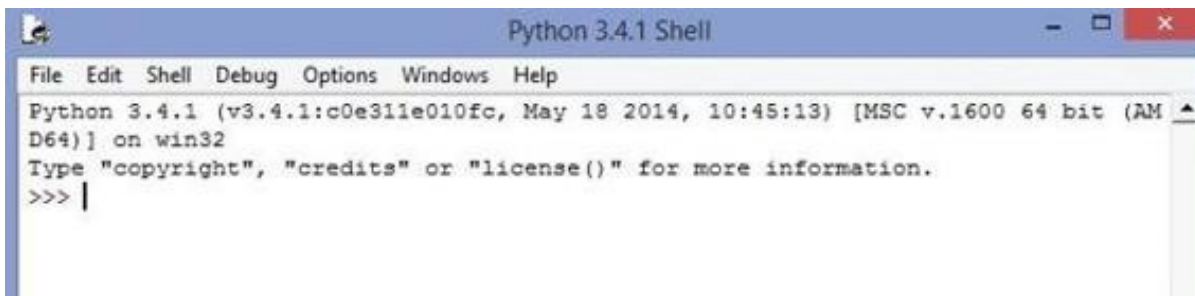 Python 3.4.1 Shell
File Edit Shell Debug Options Windows Help
Python 3.4.1 (v3.4.1:c0e311e010fc, May 18 2014, 10:45:13) [MSC v.1600 64 bit (AM
D64)] on win32
Type "copyright", "credits" or "license()" for more information.
>>>